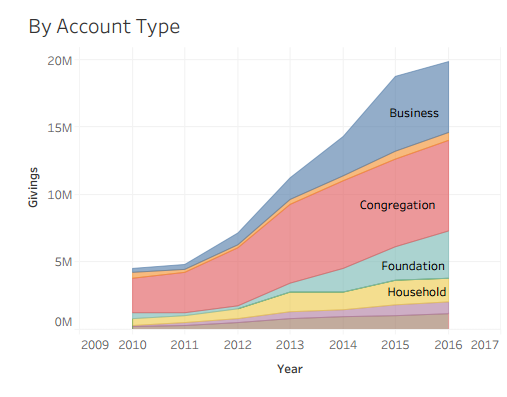 By Account Type
20M
15M
10M
5M
0M
Givings
Business
Congregation
Foundation
Household
2009 2010 2011 2012 2013 2014 2015 2016 2017
Year